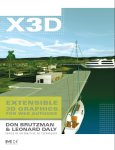 X3D
EXTENSIBLE
3D GRAPHICS
FOR WEB AUTHORS
DON BRUTZMAN
& LEONARD DALY